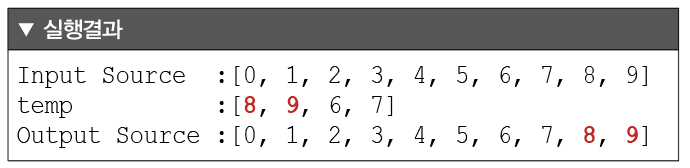 ▼ 실행결과
Input Source  :[0, 1, 2, 3, 4, 5, 6, 7, 8, 9]
temp          :[8, 9, 6, 7]
Output Source :[0, 1, 2, 3, 4, 5, 6, 7, 8, 9]